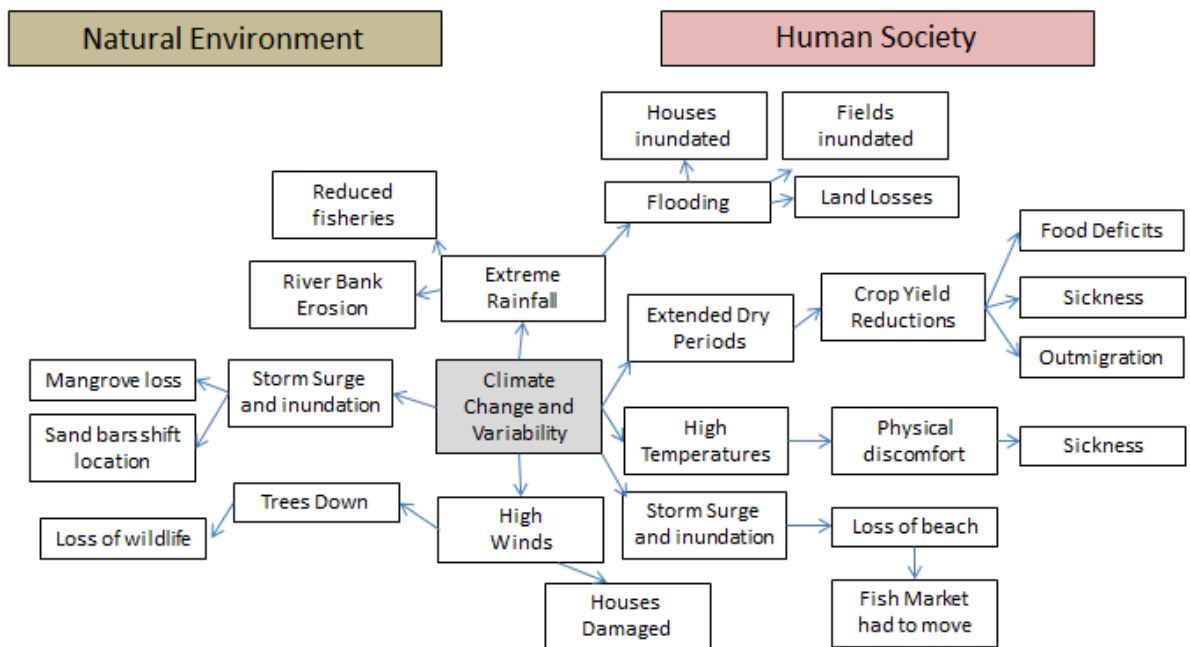 Natural Environment
Human Society
Houses
inundated
Fields
inundated
Reduced
fisheries
Flooding
Land Losses
River Bank
Erosion
Extreme
Rainfall
Extended Dry
Periods
Crop Yield
Reductions
Food Deficits
Sickness
Outmigration
Mangrove loss
Sand bars shift
location
Storm Surge
and inundation
Climate
Change and
Variability
High
Temperatures
Physical
discomfort
Sickness
Loss of wildlife
Trees Down
High
Winds
Storm Surge
and inundation
Loss of beach
Houses
Damaged
Fish Market
had to move